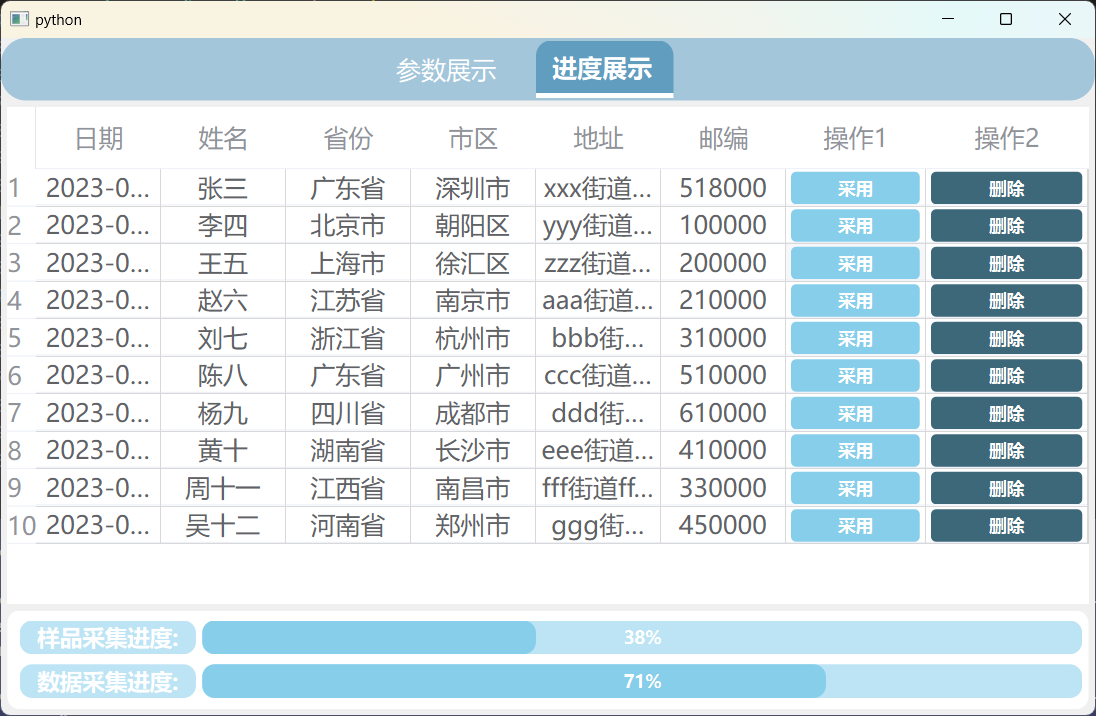 python
参数展示 进度展示
日期 姓名 省份 市区 地址 邮编 操作1 操作2
1 2023-0... 张三 广东省 深圳市 xxx街道... 518000 采用 删除
2 2023-0... 李四 北京市 朝阳区 yyy街道... 100000 采用 删除
3 2023-0... 王五 上海市 徐汇区 zzz街道... 200000 采用 删除
4 2023-0... 赵六 江苏省 南京市 aaa街道... 210000 采用 删除
5 2023-0... 刘七 浙江省 杭州市 bbb街... 310000 采用 删除
6 2023-0... 陈八 广东省 广州市 ccc街道... 510000 采用 删除
7 2023-0... 杨九 四川省 成都市 ddd街... 610000 采用 删除
8 2023-0... 黄十 湖南省 长沙市 eee街道... 410000 采用 删除
9 2023-0... 周十一 江西省 南昌市 fff街道ff... 330000 采用 删除
10 2023-0... 吴十二 河南省 郑州市 ggg街... 450000 采用 删除
样品采集进度: 38%
数据采集进度: 71%